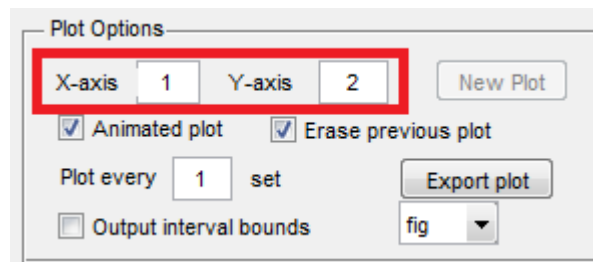 Plot Options
X-axis 1 Y-axis 2 New Plot
Animated plot Erase previous plot
Plot every 1 set Export plot
Output interval bounds fig